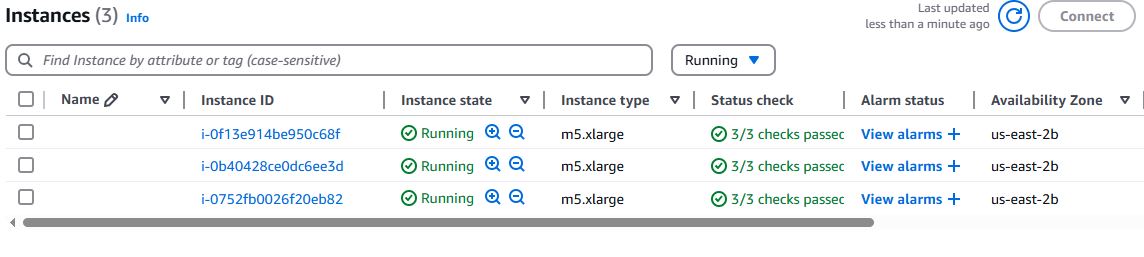 Instances (3) Info
Last updated
less than a minute ago
Connect
Find Instance by attribute or tag (case-sensitive)
Running
Name Instance ID Instance state Instance type Status check Alarm status Availability Zone
i-0f13e914be950c68f Running m5.xlarge 3/3 checks passec View alarms + us-east-2b
i-0b40428ce0dc6ee3d Running m5.xlarge 3/3 checks passec View alarms + us-east-2b
i-0752fb0026f20eb82 Running m5.xlarge 3/3 checks passec View alarms + us-east-2b